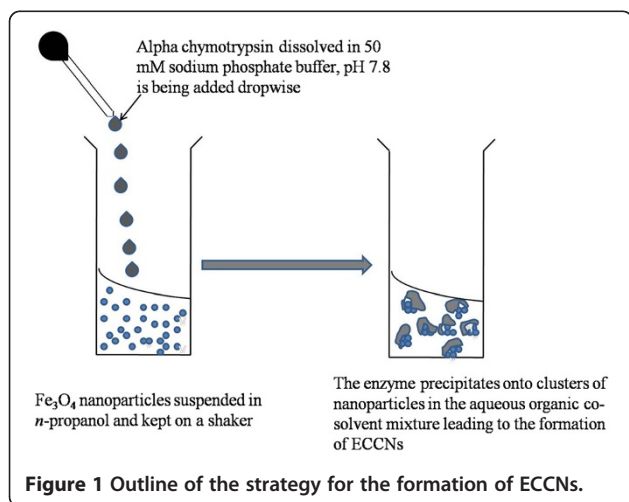 Alpha chymotrypsin dissolved in 50
mM sodium phosphate buffer, pH 7.8
is being added dropwise
Fe₃O₄ nanoparticles suspended in
n-propanol and kept on a shaker
The enzyme precipitates onto clusters of
nanoparticles in the aqueous organic co-
solvent mixture leading to the formation
of ECCNs
Figure 1 Outline of the strategy for the formation of ECCNs.